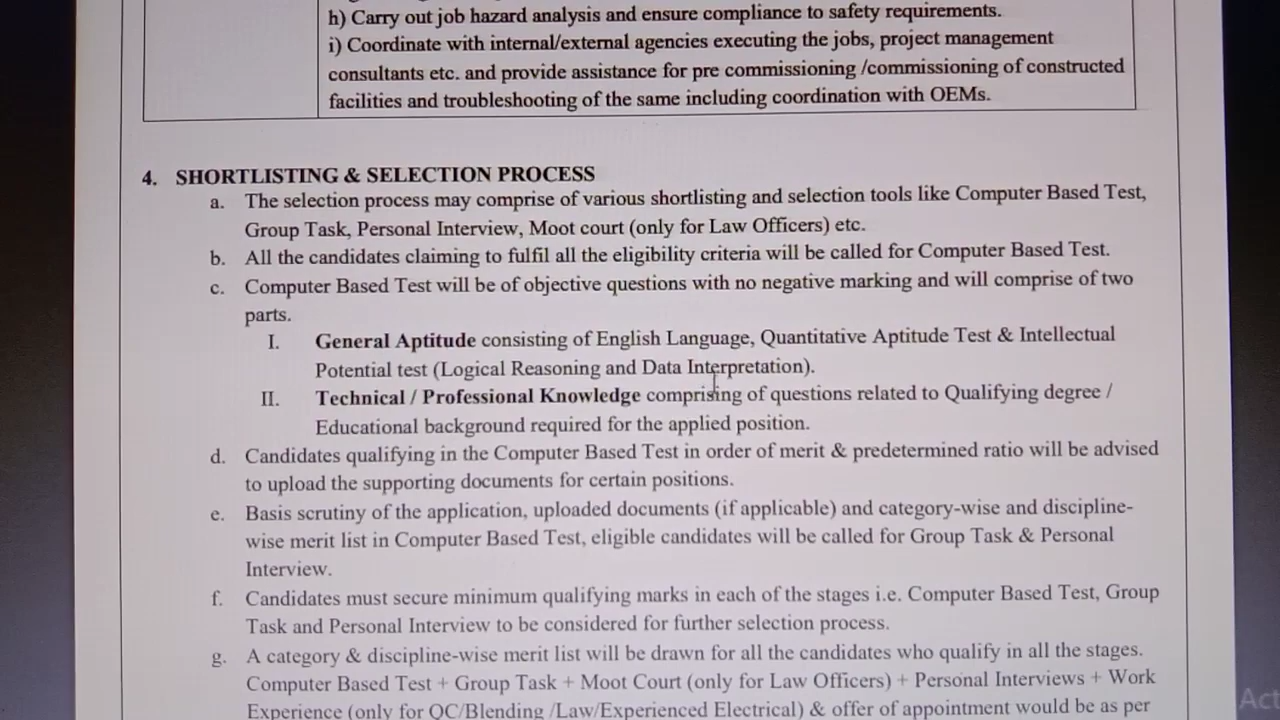 h) Carry out job hazard analysis and ensure compliance to safety requirements.
i) Coordinate with internal/external agencies executing the jobs, project management
consultants etc. and provide assistance for pre commissioning /commissioning of constructed
facilities and troubleshooting of the same including coordination with OEMs.
4. SHORTLISTING & SELECTION PROCESS
a. The selection process may comprise of various shortlisting and selection tools like Computer Based Test,
Group Task, Personal Interview, Moot court (only for Law Officers) etc.
b. All the candidates claiming to fulfil all the eligibility criteria will be called for Computer Based Test.
c. Computer Based Test will be of objective questions with no negative marking and will comprise of two
parts.
I. General Aptitude consisting of English Language, Quantitative Aptitude Test & Intellectual
Potential test (Logical Reasoning and Data Interpretation).
II. Technical / Professional Knowledge comprising of questions related to Qualifying degree /
Educational background required for the applied position.
d. Candidates qualifying in the Computer Based Test in order of merit & predetermined ratio will be advised
to upload the supporting documents for certain positions.
e. Basis scrutiny of the application, uploaded documents (if applicable) and category-wise and discipline-
wise merit list in Computer Based Test, eligible candidates will be called for Group Task & Personal
Interview.
f. Candidates must secure minimum qualifying marks in each of the stages i.e. Computer Based Test, Group
Task and Personal Interview to be considered for further selection process.
g. A category & discipline-wise merit list will be drawn for all the candidates who qualify in all the stages.
Computer Based Test + Group Task + Moot Court (only for Law Officers) + Personal Interviews + Work
Experience (only for QC/Blending /Law/Experienced Electrical) & offer of appointment would be as per